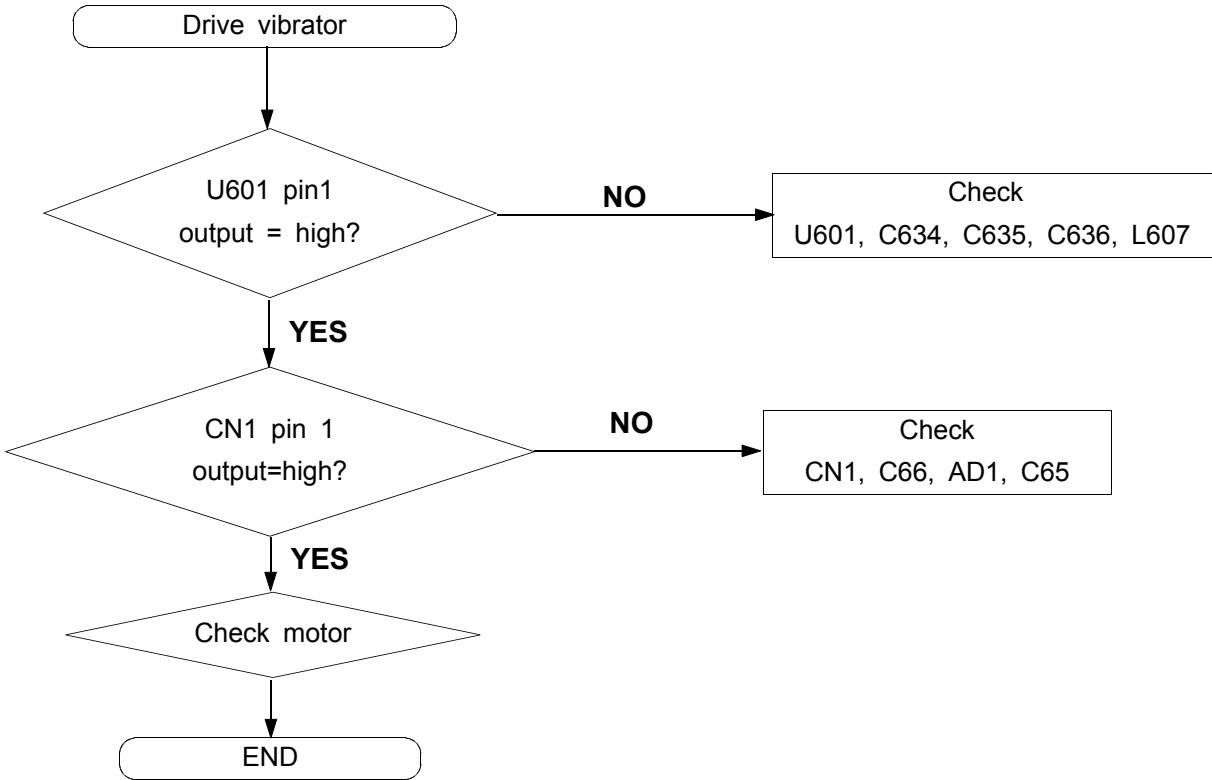 Drive vibrator
U601 pin1
output = high?
NO
Check
U601, C634, C635, C636, L607
YES
CN1 pin 1
output=high?
NO
Check
CN1, C66, AD1, C65
YES
Check motor
END